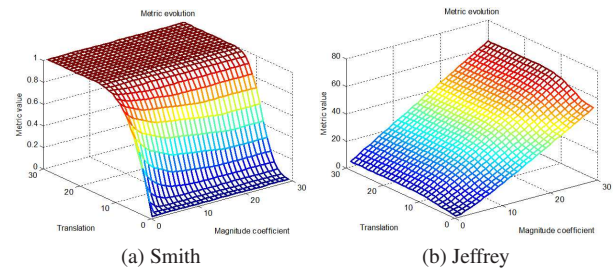 Metric evolution
1
0.8
0.6
0.4
0.2
0
Metric value
30
20
10
0
Translation
0
10
20
30
Magnitude coefficient
(a) Smith
Metric evolution
80
60
40
20
0
Metric value
30
20
10
0
Translation
0
10
20
30
Magnitude coefficient
(b) Jeffrey